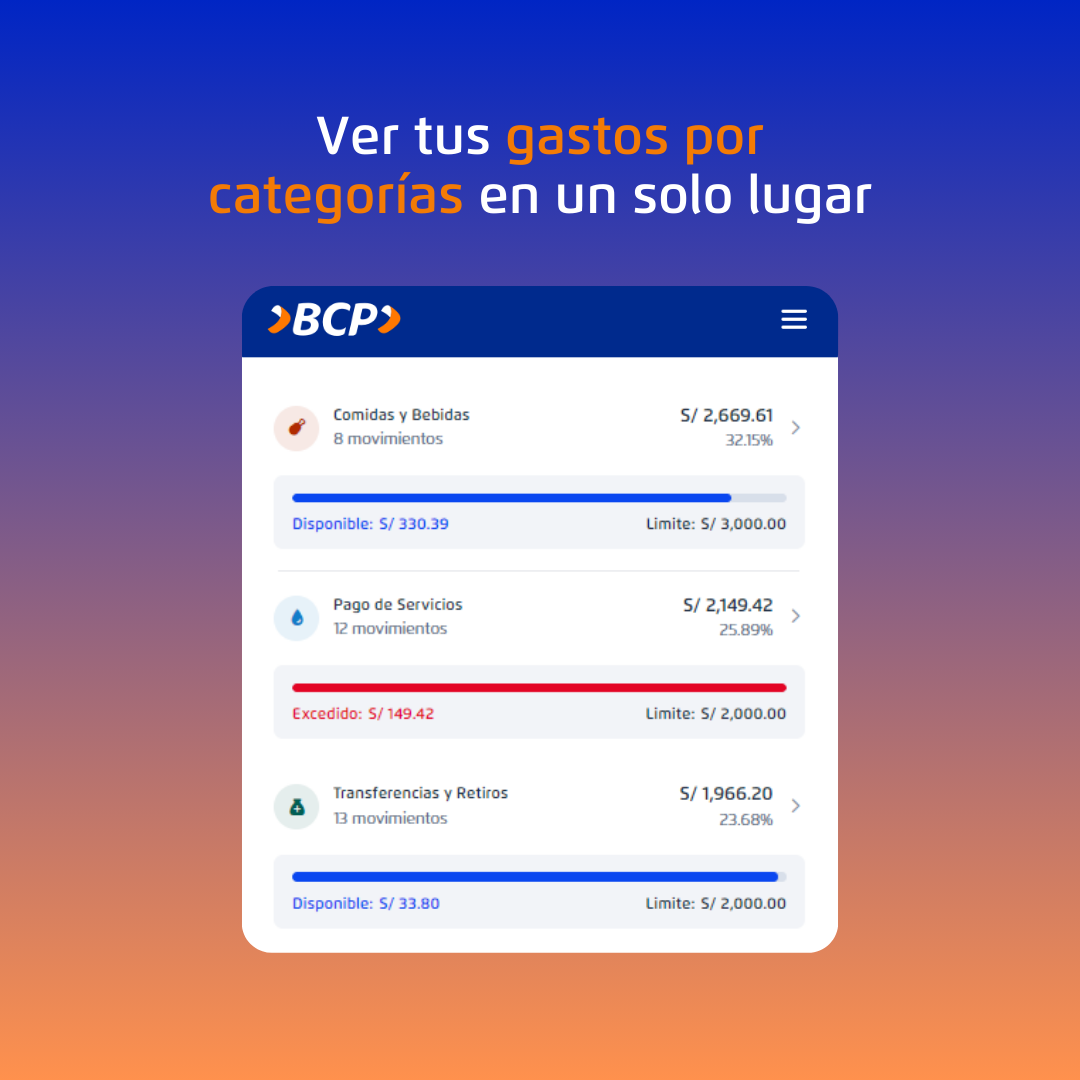 Ver tus gastos por
categorías en un solo lugar
BCP
Comidas y Bebidas
S/ 2,669.61
8 movimientos
32.15%
Disponible: S/ 330.39
Limite: S/ 3,000.00
Pago de Servicios
S/ 2,149.42
12 movimientos
25.89%
Excedido: S/ 149.42
Limite: S/ 2,000.00
Transferencias y Retiros
S/ 1,966.20
13 movimientos
23.68%
Disponible: S/ 33.80
Limite: S/ 2,000.00